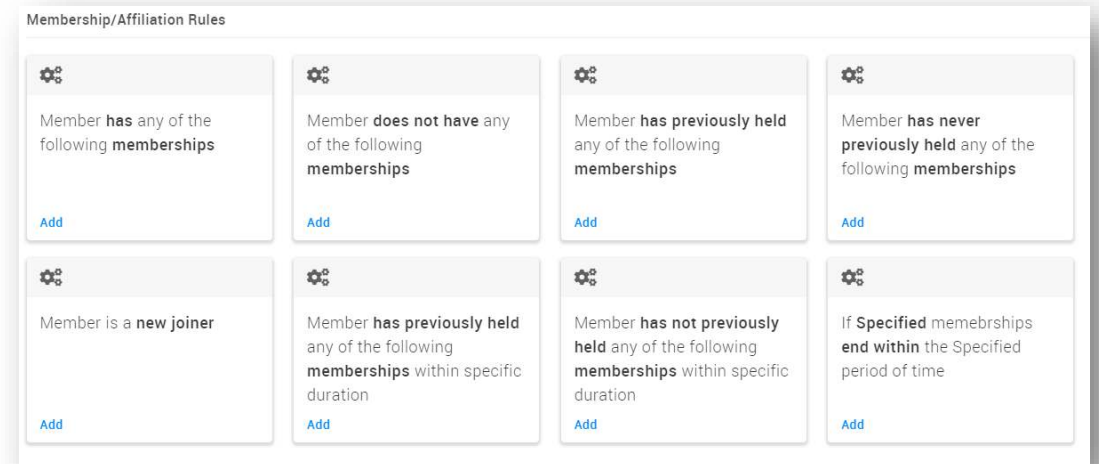 Membership/Affiliation Rules
Member has any of the
following memberships
Add
Member does not have any
of the following
memberships
Add
Member has previously held
any of the following
memberships
Add
Member has never
previously held any of the
following memberships
Add
Member is a new joiner
Add
Member has previously held
any of the following
memberships within specific
duration
Add
Member has not previously
held any of the following
memberships within specific
duration
Add
If Specified memebrships
end within the Specified
period of time
Add